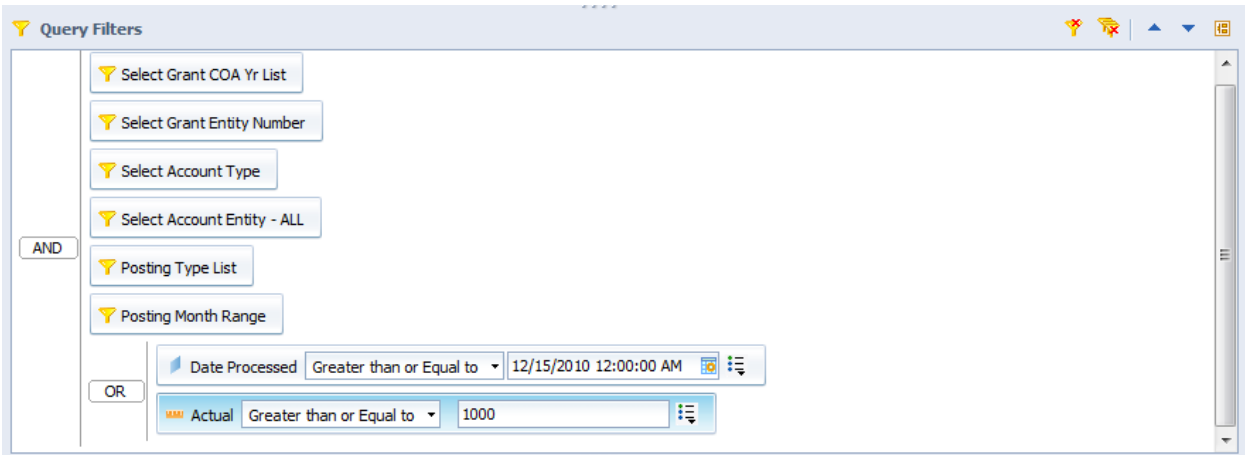 Query Filters
Select Grant COA Yr List
Select Grant Entity Number
Select Account Type
Select Account Entity - ALL
AND
Posting Type List
Posting Month Range
Date Processed Greater than or Equal to 12/15/2010 12:00:00 AM
OR
Actual Greater than or Equal to 1000